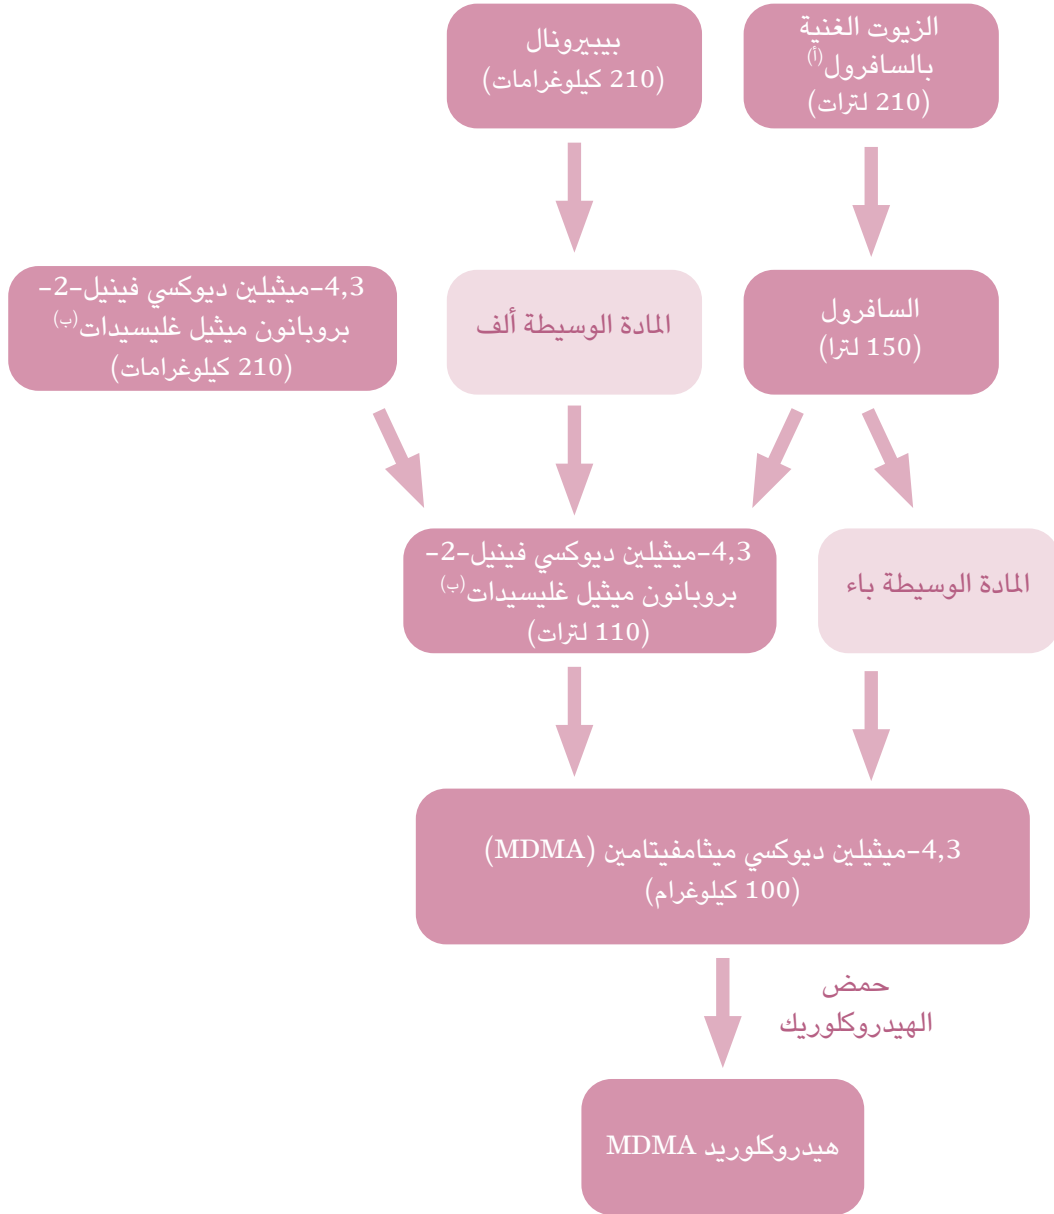 الزيوت الغنية
بالسافرول(أ)
(210 لترات)
بيبيرونال
(210 كيلوغرامات)
4,3-ميثيلين ديوكسي فينيل-2-
بروبانون ميثيل غليسيدات(ب)
(210 كيلوغرامات)
المادة الوسيطة ألف
السافرول
(150 لترا)
4,3-ميثيلين ديوكسي فينيل-2-
بروبانون ميثيل غليسيدات(ب)
(110 لترات)
المادة الوسيطة باء
4,3-ميثيلين ديوكسي ميثامفيتامين (MDMA)
(100 كيلوغرام)
حمض
الهيدروكلوريك
هيدروكلوريد MDMA